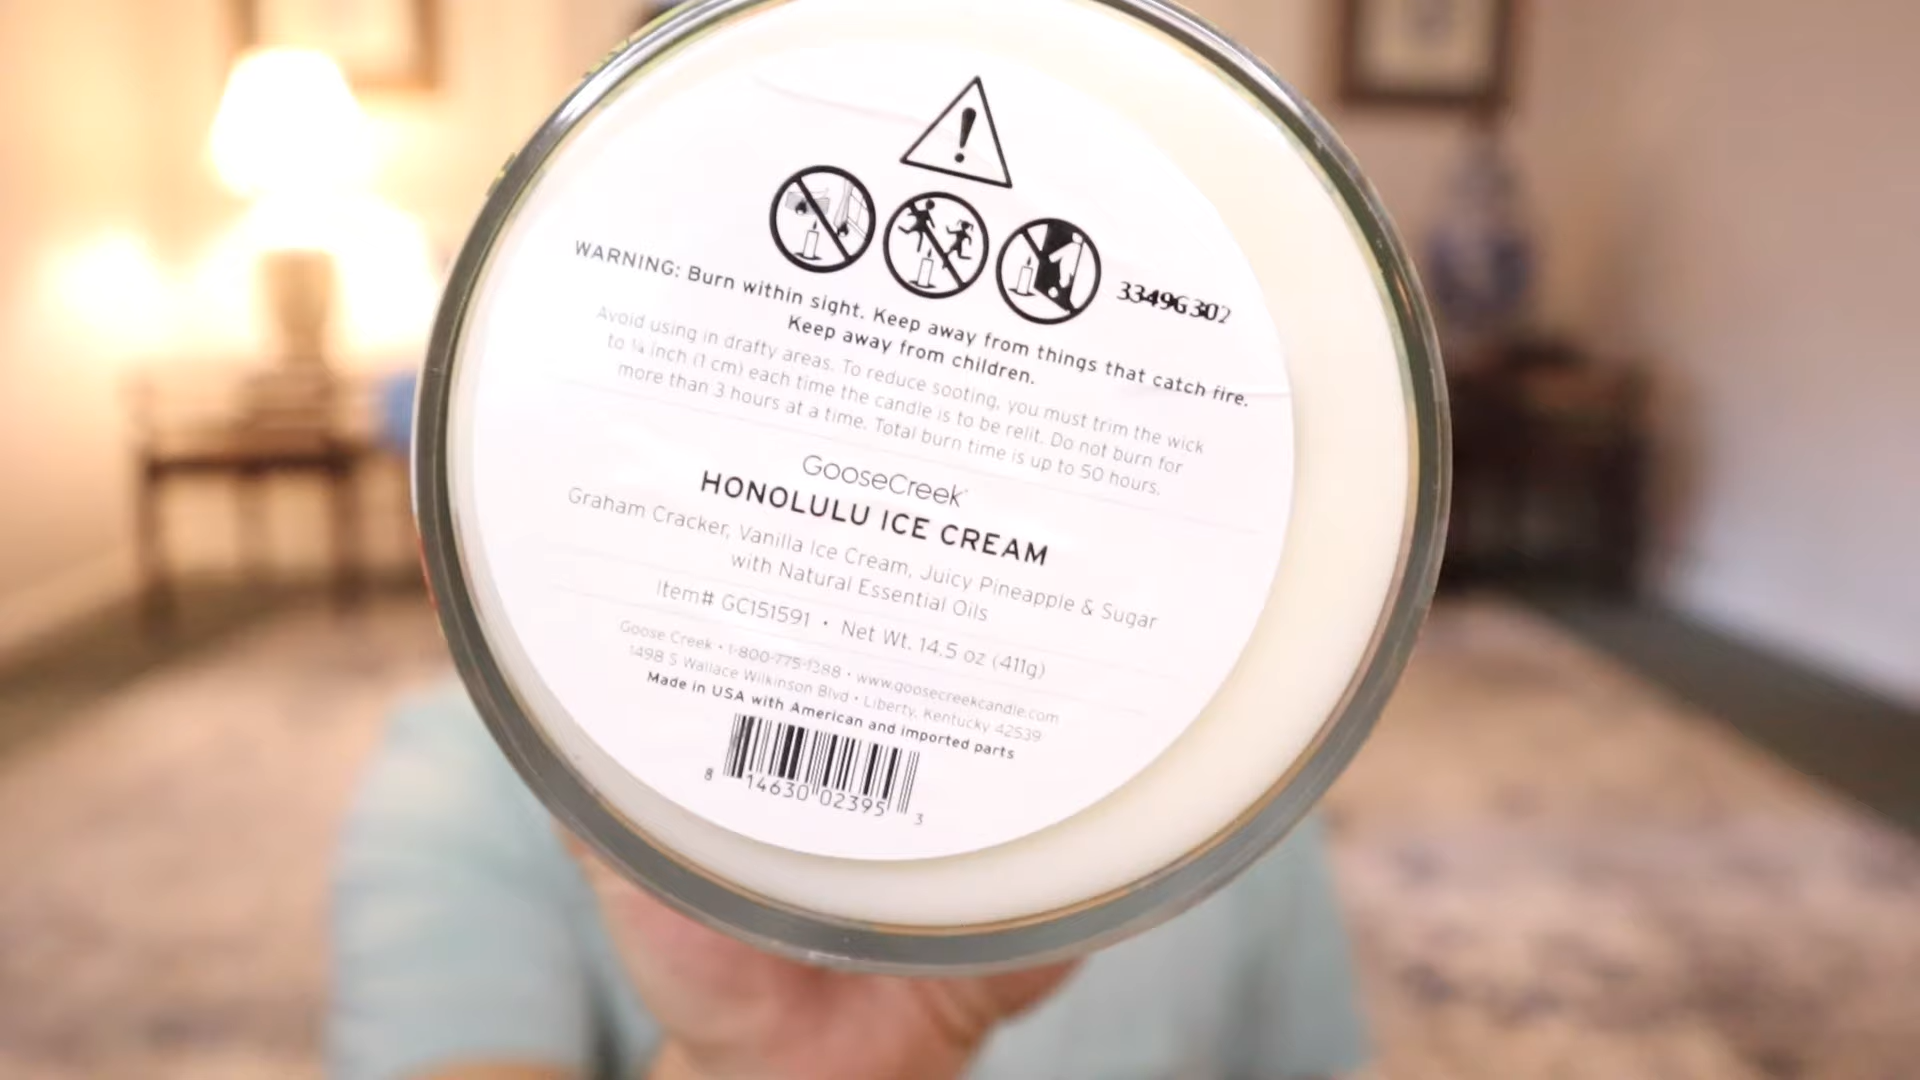 3349G302
WARNING: Burn within sight. Keep away from things that catch fire.
Keep away from children.
Avoid using in drafty areas. To reduce sooting, you must trim the wick
to ¼ inch (1 cm) each time the candle is to be relit. Do not burn for
more than 3 hours at a time. Total burn time is up to 50 hours.
GooseCreek
HONOLULU ICE CREAM
Graham Cracker, Vanilla Ice Cream, Juicy Pineapple & Sugar
with Natural Essential Oils
Item# GC151591 • Net Wt. 14.5 oz (411g)
Goose Creek • 1-800-775-1388 • www.goosecreekcandle.com
1498 S Wallace Wilkinson Blvd • Liberty, Kentucky 42539
Made in USA with American and imported parts
8 14630 02395 3